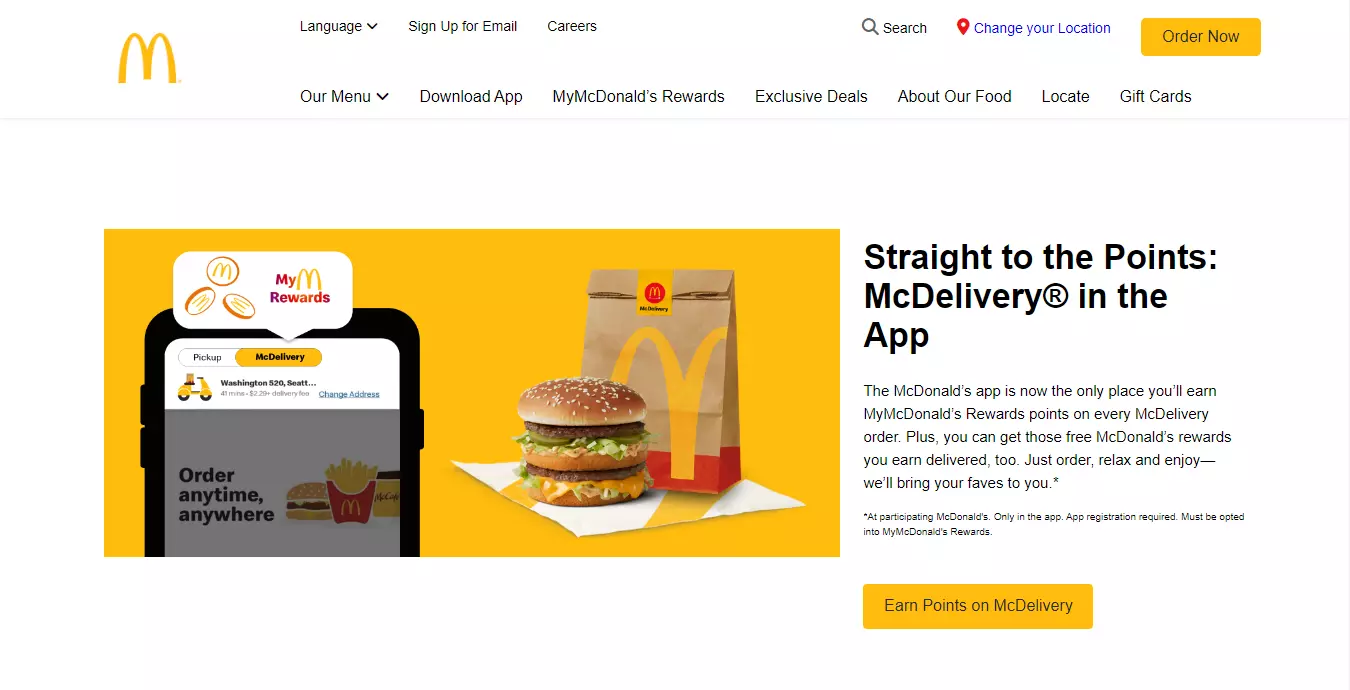 Language
Sign Up for Email
Careers
Search
Change your Location
Order Now
Our Menu
Download App
MyMcDonald’s Rewards
Exclusive Deals
About Our Food
Locate
Gift Cards
My
Rewards
Pickup
McDelivery
Washington 520, Seatt...
41 mins • $2.29+ delivery fee
Change Address
Order
anytime,
anywhere
McCafé
McDelivery
Straight to the Points:
McDelivery® in the
App
The McDonald’s app is now the only place you’ll earn
MyMcDonald’s Rewards points on every McDelivery
order. Plus, you can get those free McDonald’s rewards
you earn delivered, too. Just order, relax and enjoy—
we’ll bring your faves to you.*
*At participating McDonald's. Only in the app. App registration required. Must be opted
into MyMcDonald's Rewards.
Earn Points on McDelivery